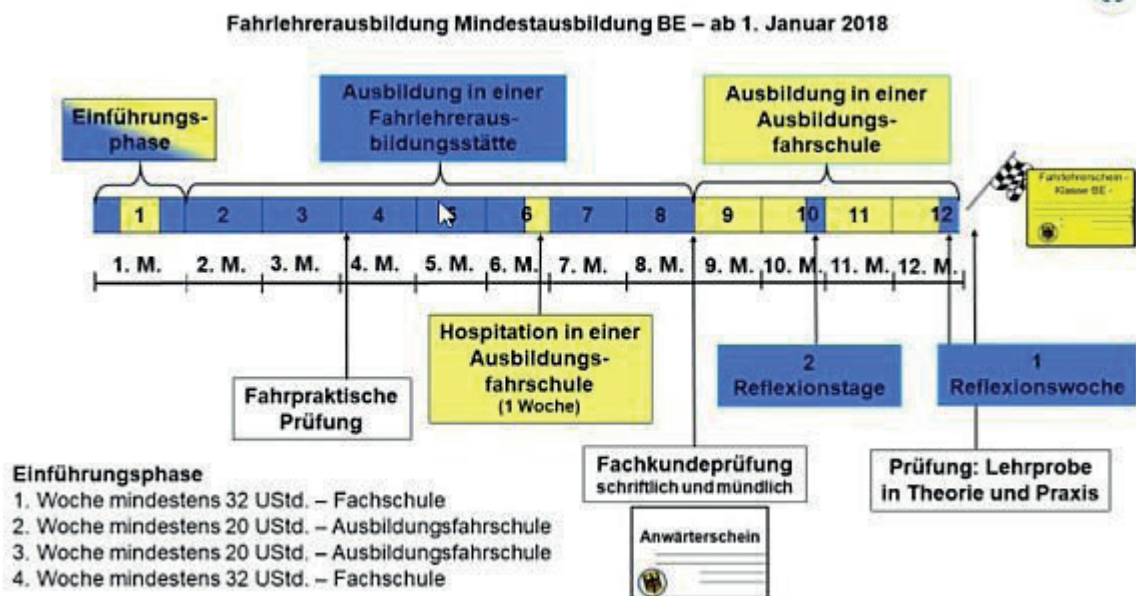 Fahrlehrerausbildung Mindestausbildung BE – ab 1. Januar 2018
Einführungs-
phase
Ausbildung in einer
Fahrlehreraus-
bildungsstätte
Ausbildung in einer
Ausbildungs-
fahrschule
Fahrlehrerschein -
Klasse BE -
1 2 3 4 5 6 7 8 9 10 11 12
1. M. 2. M. 3. M. 4. M. 5. M. 6. M. 7. M. 8. M. 9. M. 10. M. 11. M. 12. M.
Fahrpraktische
Prüfung
Hospitation in einer
Ausbildungs-
fahrschule
(1 Woche)
2
Reflexionstage
1
Reflexionswoche
Fachkundeprüfung
schriftlich und mündlich
Prüfung: Lehrprobe
in Theorie und Praxis
Anwärterschein
Einführungsphase
1. Woche mindestens 32 UStd. – Fachschule
2. Woche mindestens 20 UStd. – Ausbildungsfahrschule
3. Woche mindestens 20 UStd. – Ausbildungsfahrschule
4. Woche mindestens 32 UStd. – Fachschule